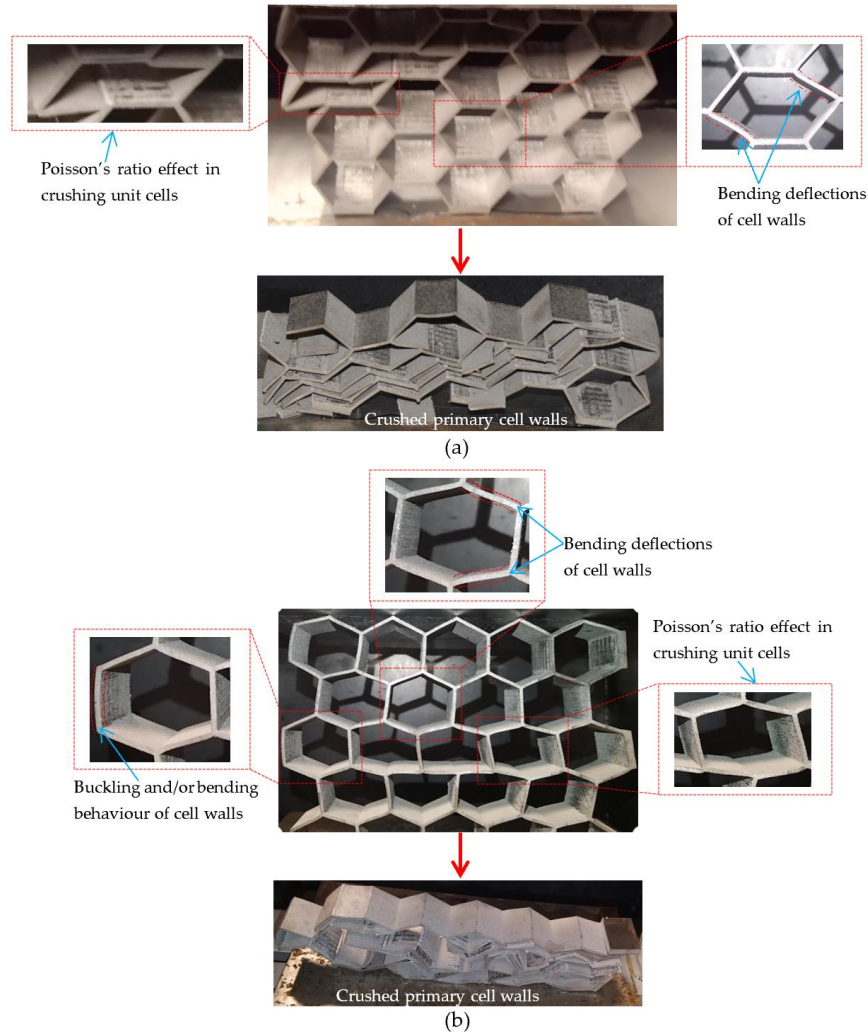 Poisson's ratio effect in
crushing unit cells
Bending deflections
of cell walls
Crushed primary cell walls
(a)
Bending deflections
of cell walls
Poisson's ratio effect in
crushing unit cells
Buckling and/or bending
behaviour of cell walls
Crushed primary cell walls
(b)